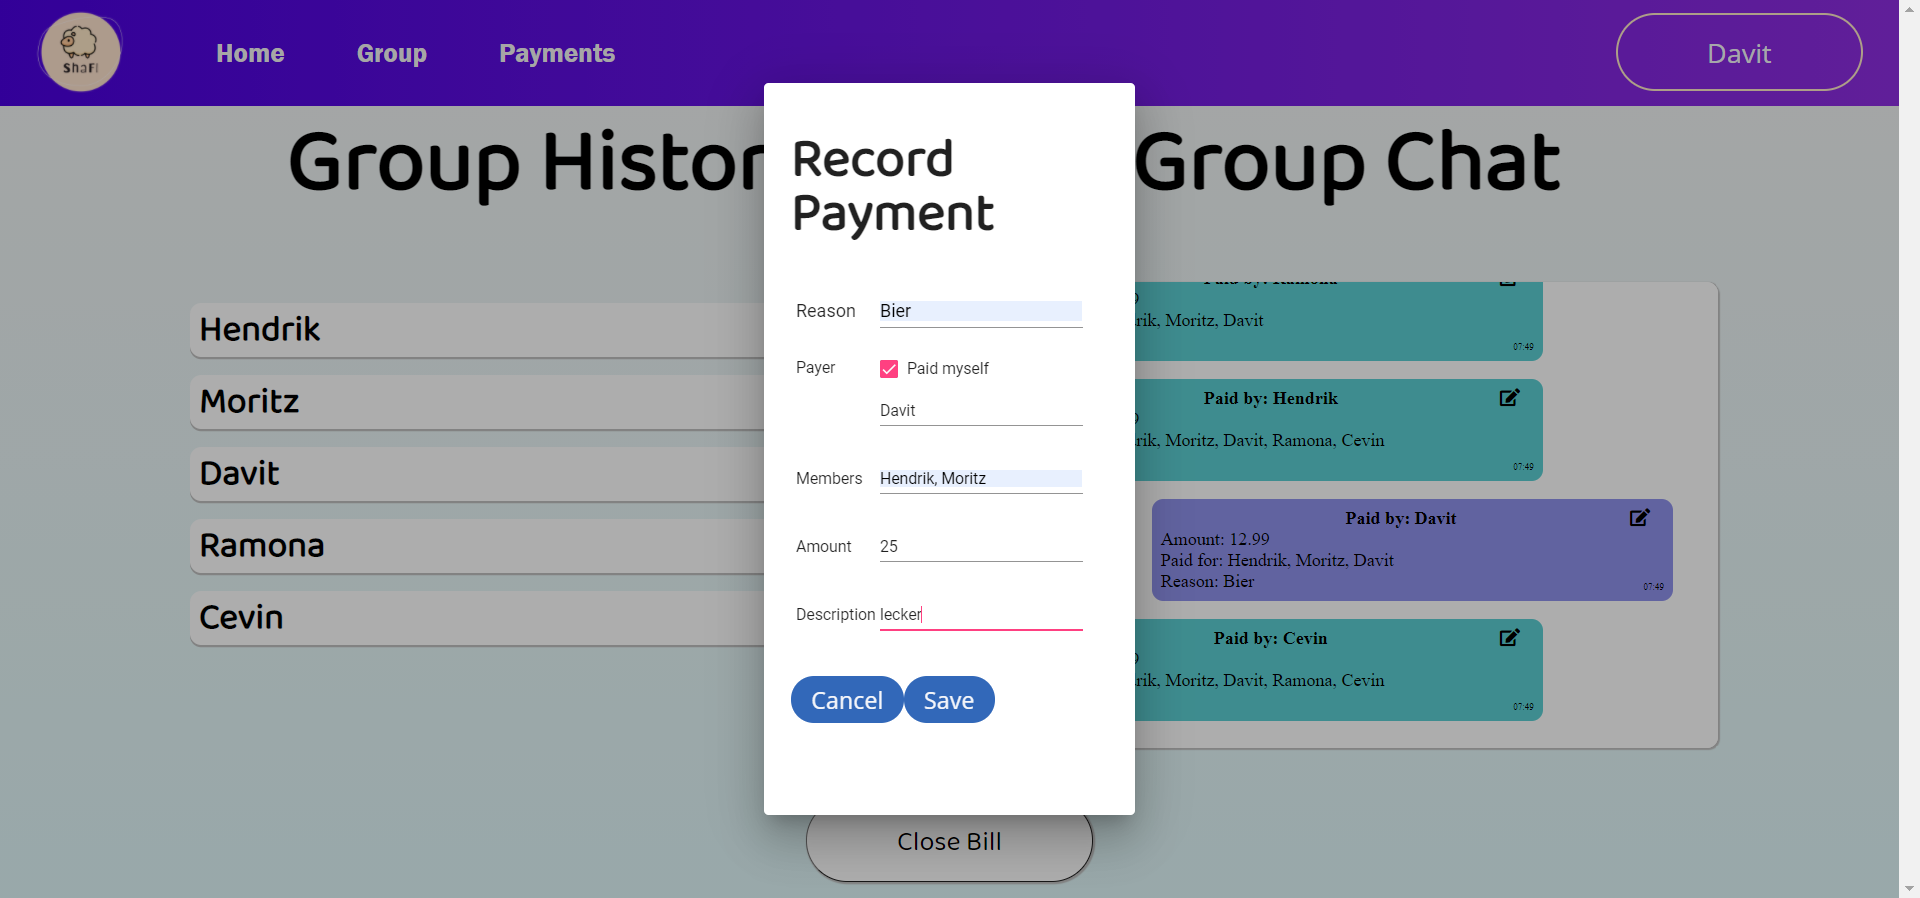 ShaFi
Home
Group
Payments
Davit
Group Histor
Group Chat
Hendrik
Moritz
Davit
Ramona
Cevin
Record
Payment
Reason
Bier
Payer
Paid myself
Davit
Members
Hendrik, Moritz
Amount
25
Description
lecker
Cancel
Save
Paid by: Ramona
rik, Moritz, Davit
07:49
Paid by: Hendrik
rik, Moritz, Davit, Ramona, Cevin
07:49
Paid by: Davit
Amount: 12.99
Paid for: Hendrik, Moritz, Davit
Reason: Bier
07:49
Paid by: Cevin
rik, Moritz, Davit, Ramona, Cevin
07:49
Close Bill